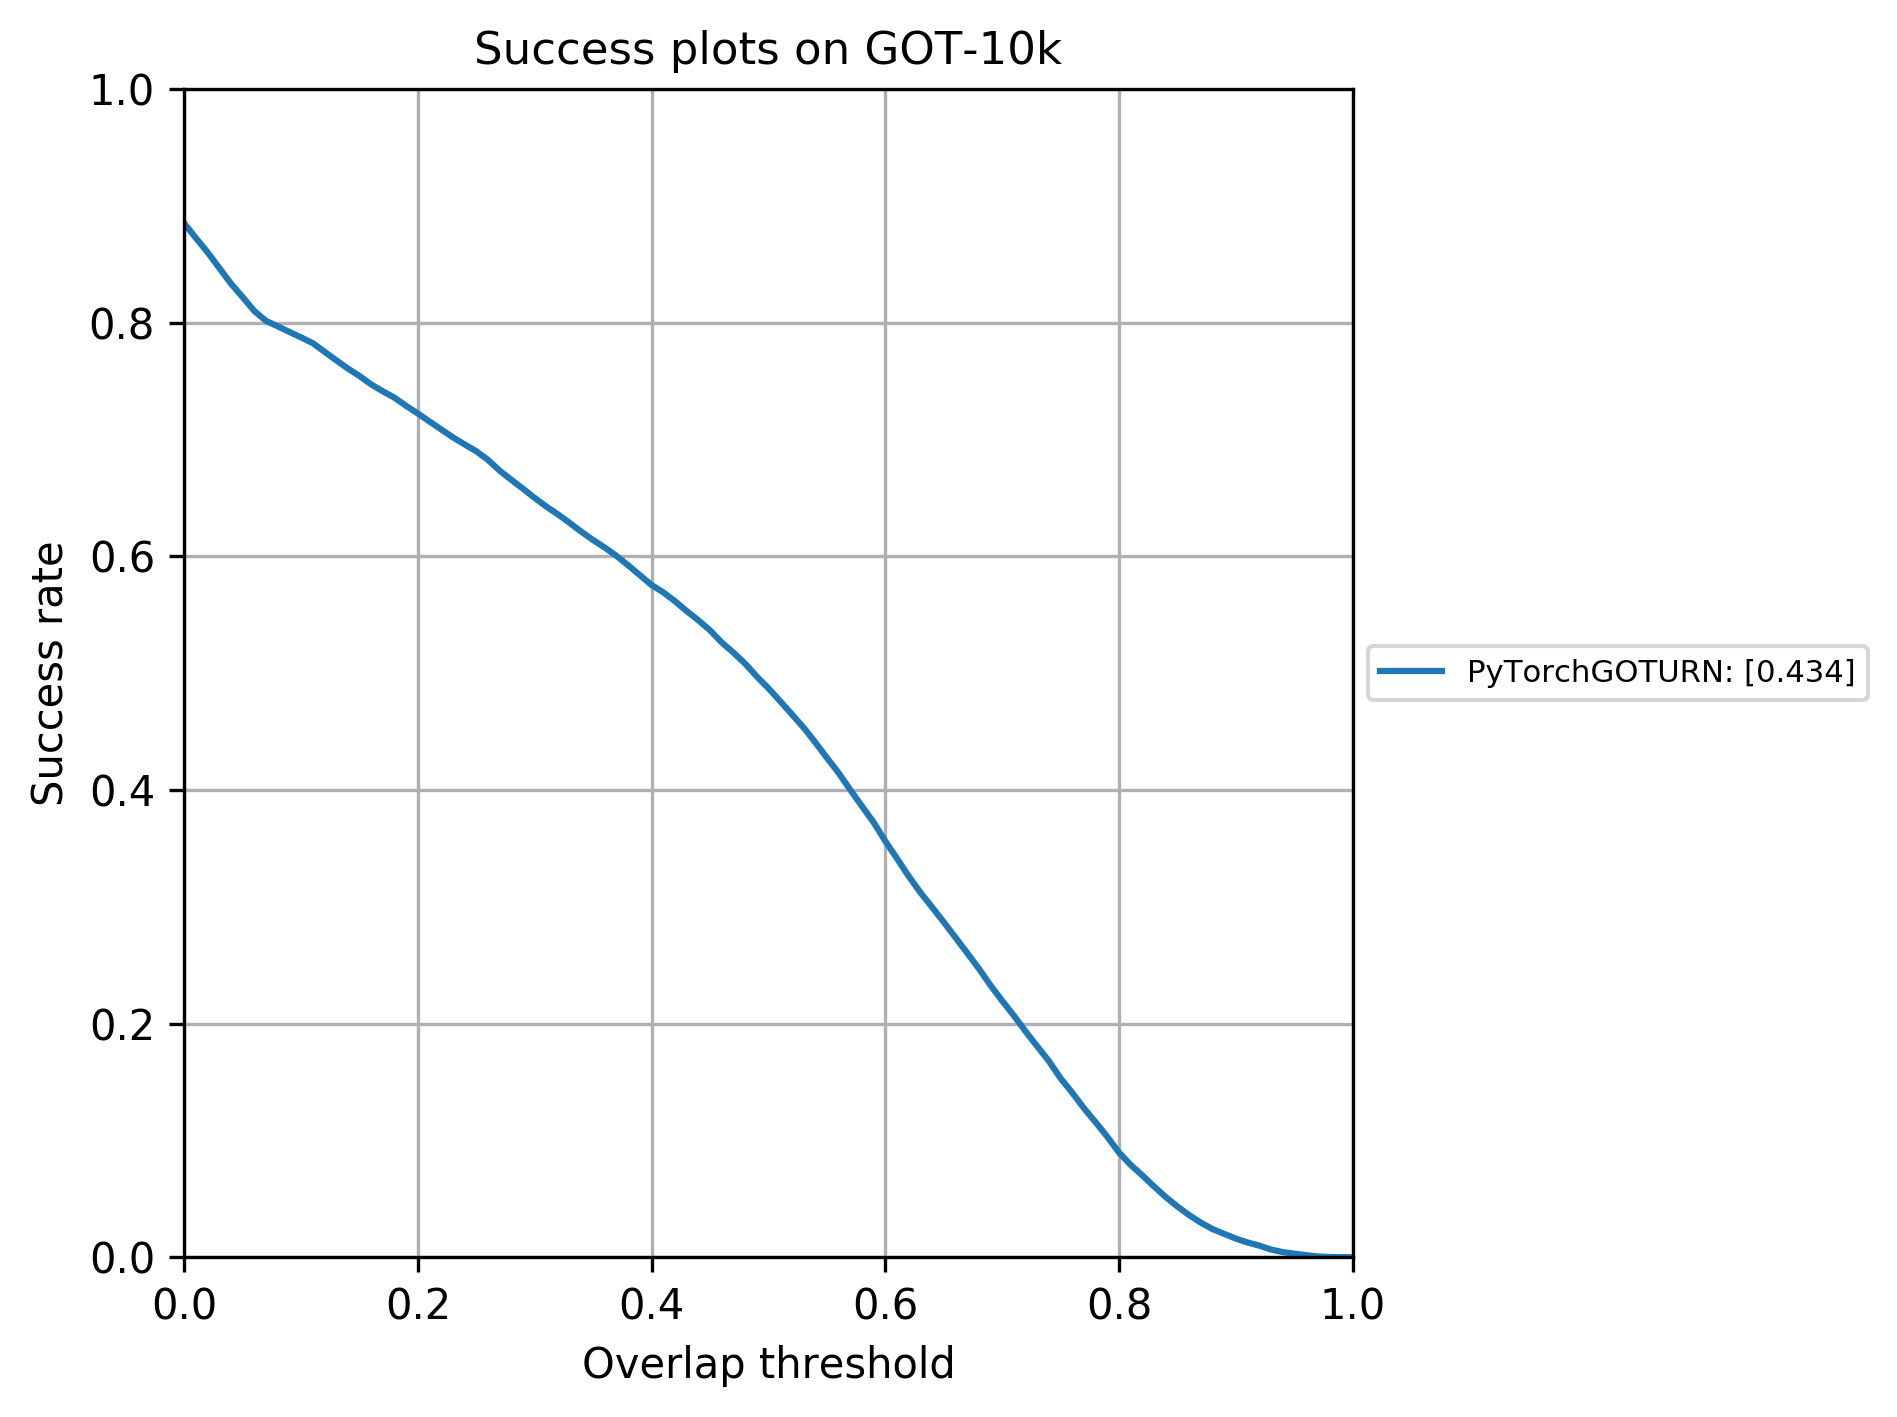 Success plots on GOT-10k
1.0
0.8
0.6
0.4
0.2
0.0
Success rate
0.0 0.2 0.4 0.6 0.8 1.0
Overlap threshold
PyTorchGOTURN: [0.434]